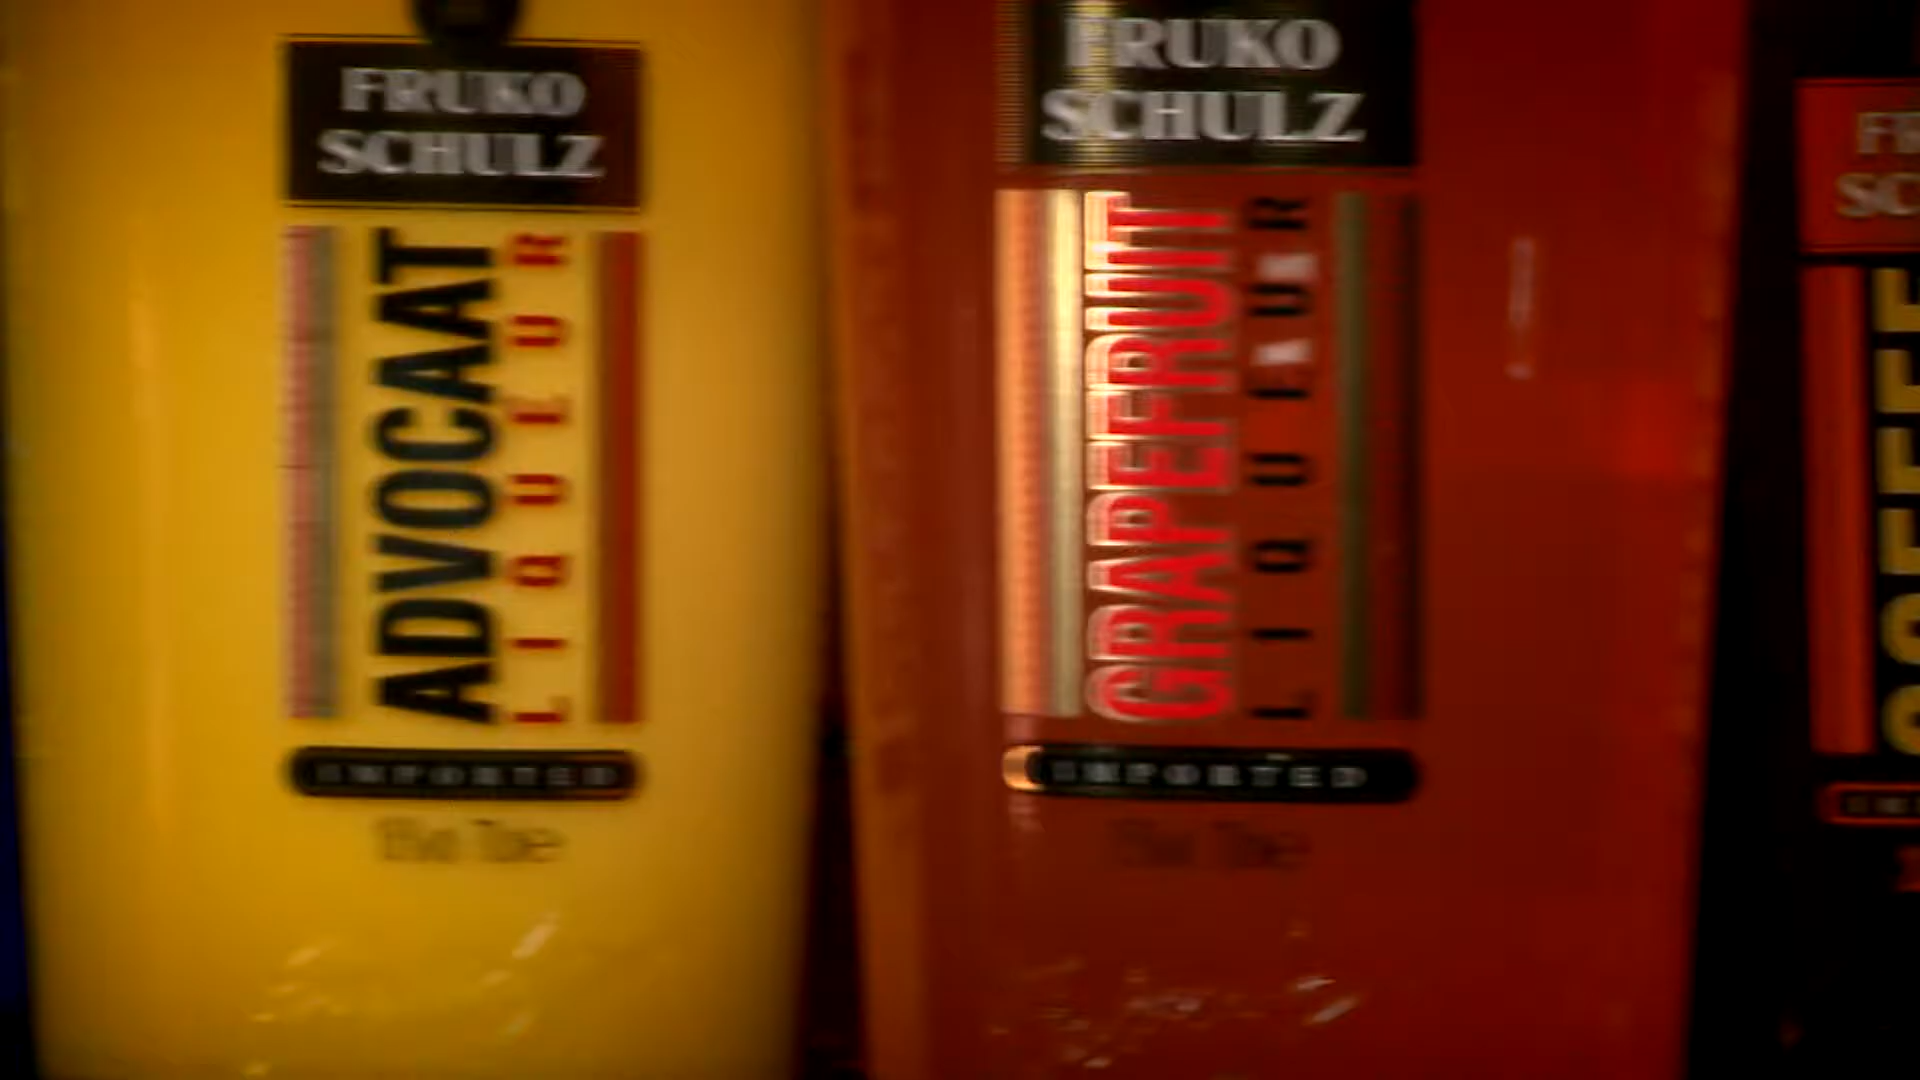 FRUKO
SCHULZ
ADVOCAAT
LIQUEUR
IMPORTED
FRUKO
SCHULZ
GRAPEFRUIT
LIQUEUR
IMPORTED